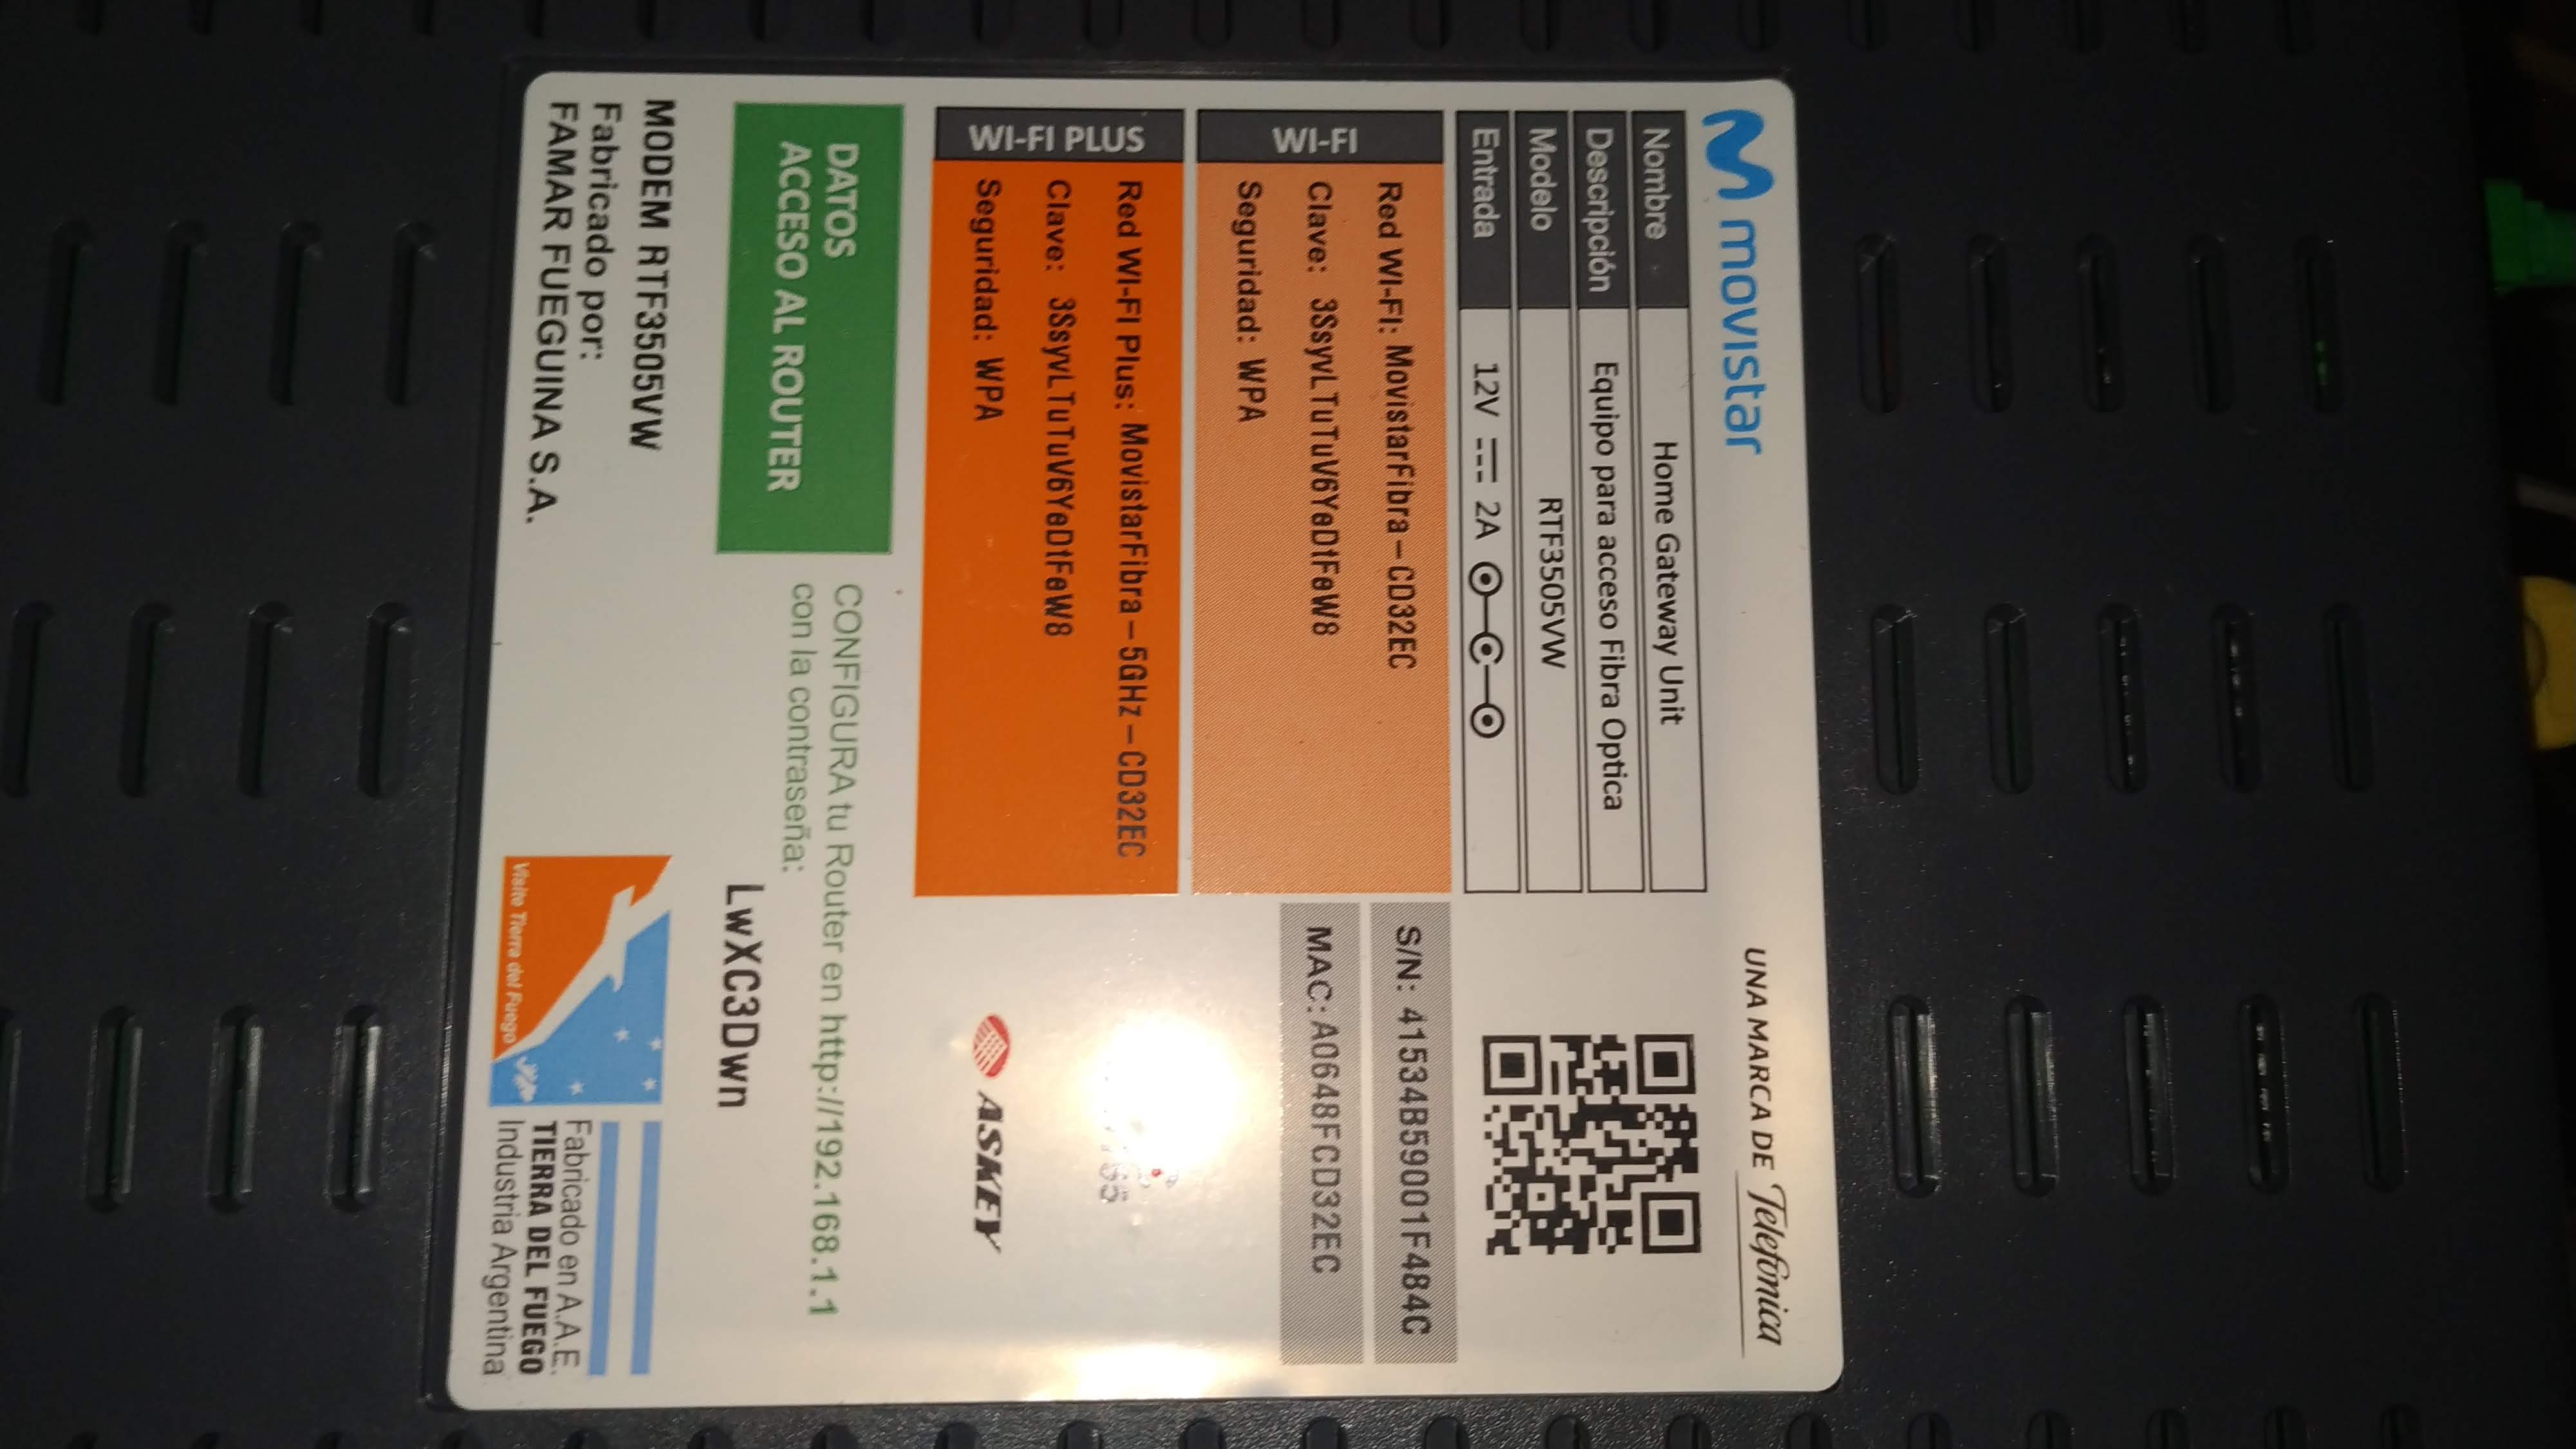 movistar
UNA MARCA DE Telefónica
Nombre Home Gateway Unit
Descripción Equipo para acceso Fibra Optica
Modelo RTF3505VW
Entrada 12V 2A
WI-FI
Red WI-FI: MovistarFibra-CD32EC
Clave: 3SsyvLTuTuV6YeDtFeW8
Seguridad: WPA
S/N: 41534B59001F484C
MAC: A0648FCD32EC
WI-FI PLUS
Red WI-FI Plus: MovistarFibra-5GHz-CD32EC
Clave: 3SsyvLTuTuV6YeDtFeW8
Seguridad: WPA
ASKEY
DATOS
ACCESO AL ROUTER
CONFIGURA tu Router en http://192.168.1.1
con la contraseña:
LwXC3Dwn
MODEM RTF3505VW
Fabricado por:
FAMAR FUEGUINA S.A.
Visite Tierra del Fuego
Fabricado en A.A.E.
TIERRA DEL FUEGO
Industria Argentina